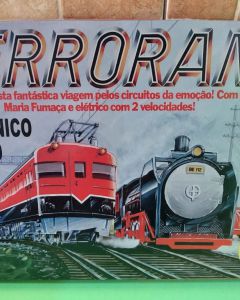 ERRORAM
sta fantástica viagem pelos circuitos da emoção! Com
Maria Fumaça e elétrico com 2 velocidades!
NICO